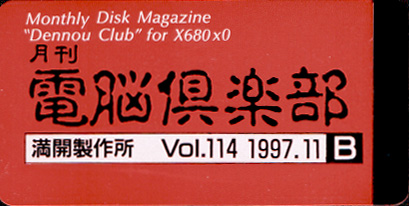 Monthly Disk Magazine
"Dennou Club" for X680x0
月刊
電脳倶楽部
満開製作所 Vol.114 1997.11 B